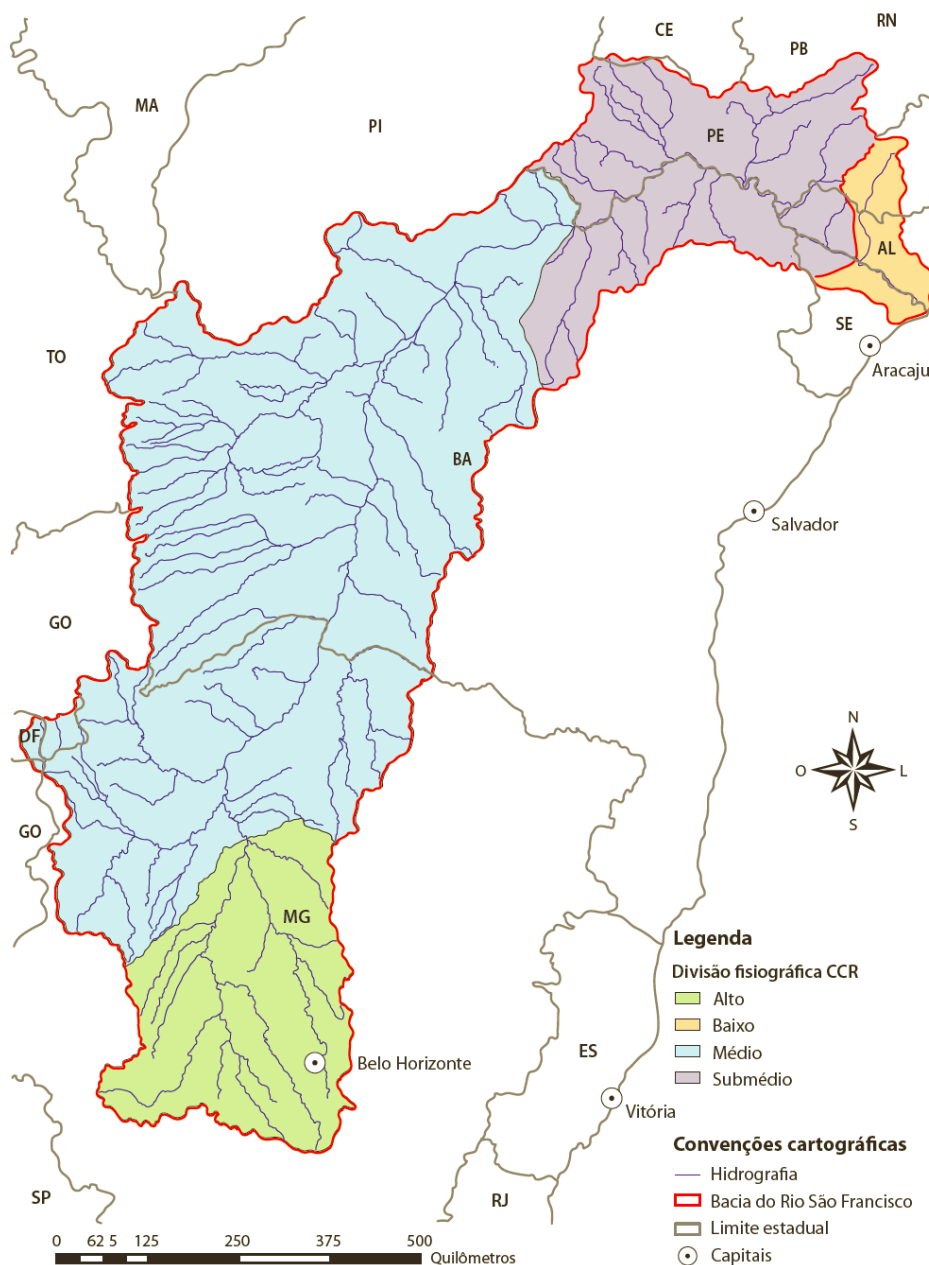 CE
RN
PB
MA
PI
PE
AL
SE
TO
Aracaju
BA
Salvador
GO
DF
N
O
L
S
GO
MG
Legenda
Divisão fisiográfica CCR
Alto
Baixo
Médio
Submédio
Belo Horizonte
ES
Vitória
Convenções cartográficas
Hidrografia
Bacia do Rio São Francisco
Limite estadual
Capitais
SP
RJ
0 62 5 125 250 375 500
Quilômetros